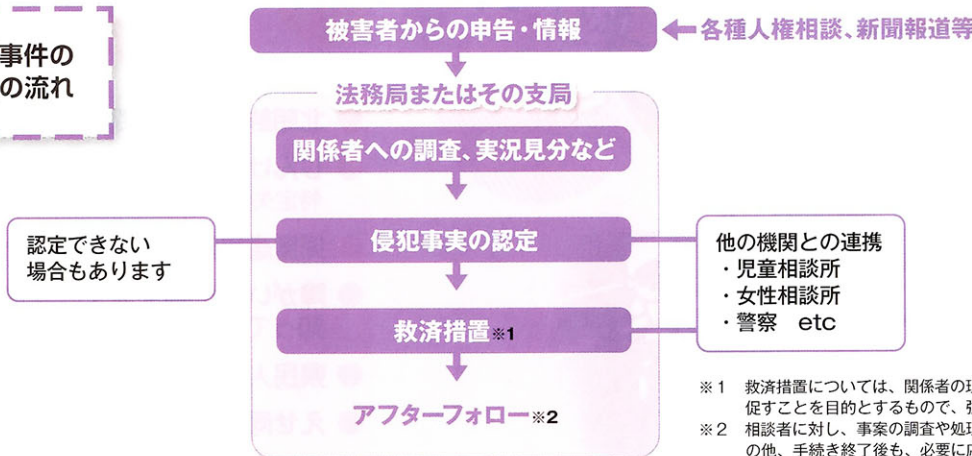 事件の
の流れ
被害者からの申告・情報
各種人権相談、新聞報道等
法務局またはその支局
関係者への調査、実況見分など
認定できない
場合もあります
侵犯事実の認定
他の機関との連携
・児童相談所
・女性相談所
・警察 etc
救済措置※1
アフターフォロー※2
※1 救済措置については、関係者の理
促すことを目的とするもので、強
※2 相談者に対し、事案の調査や処理
の他、手続き終了後も、必要に応